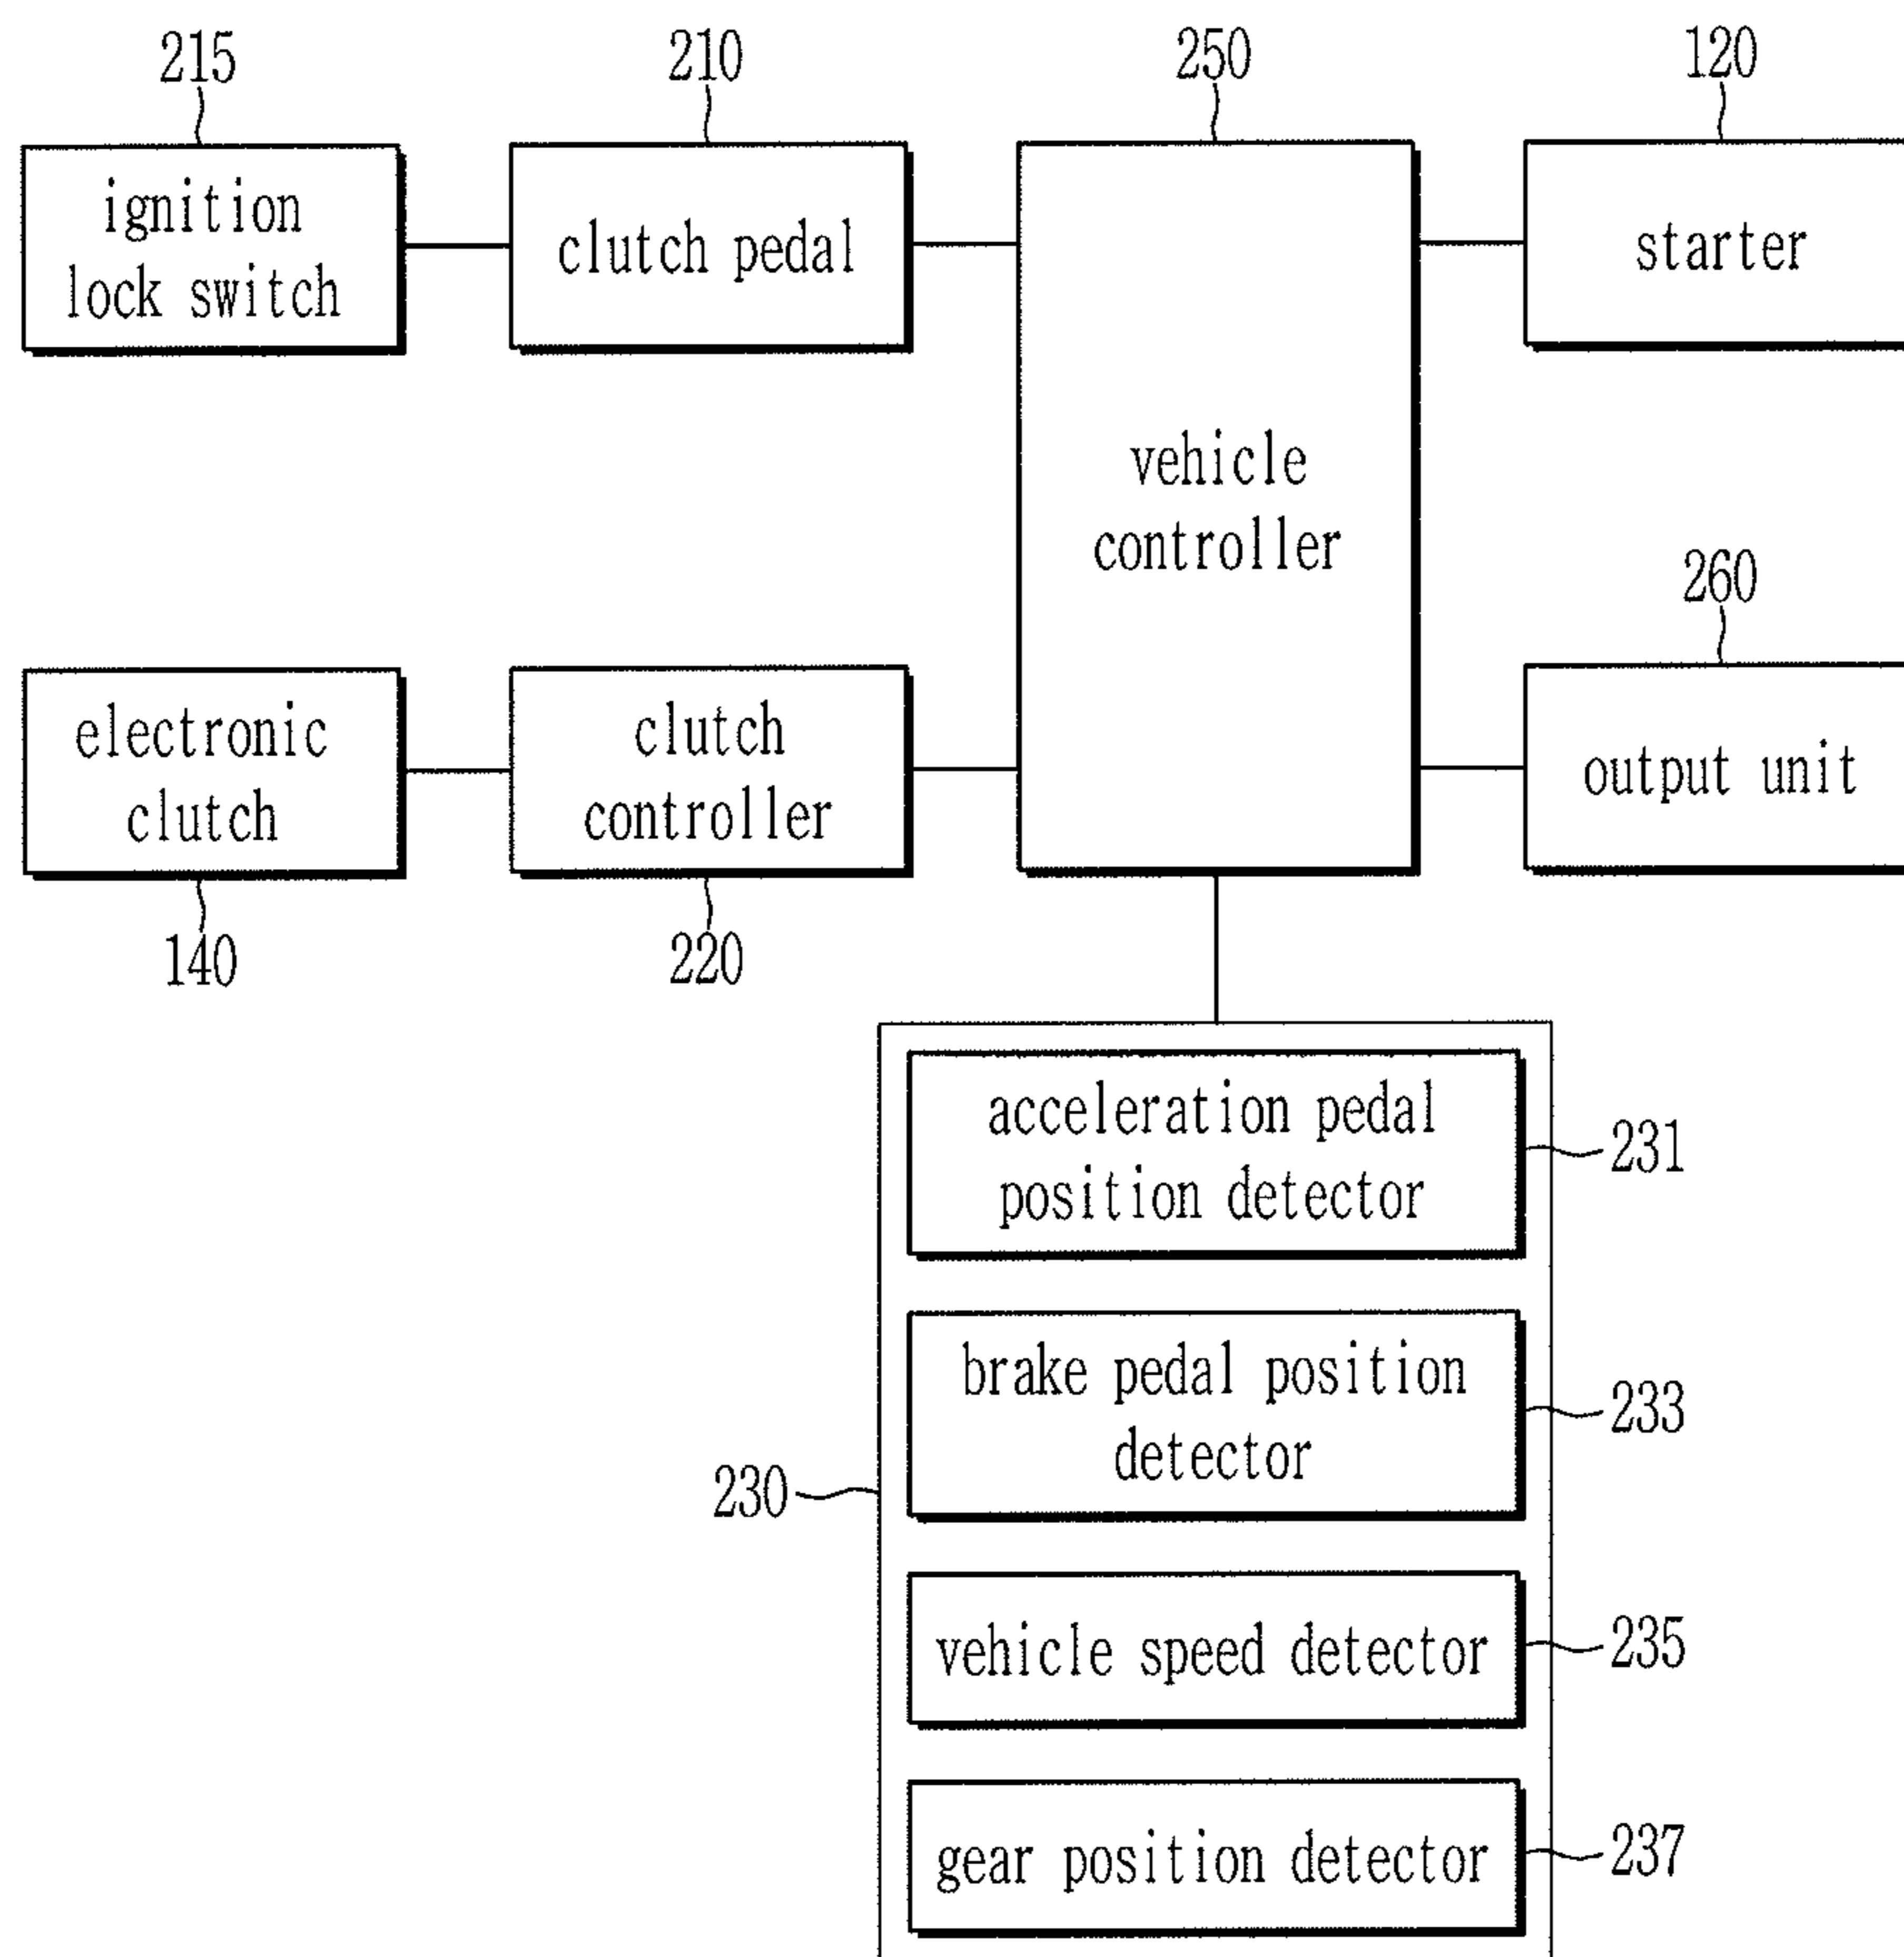 215
210
250
120
ignition
lock switch
clutch pedal
vehicle
controller
starter
260
electronic
clutch
clutch
controller
output unit
140
220
acceleration pedal
position detector
231
brake pedal position
detector
233
230
vehicle speed detector
235
gear position detector
237